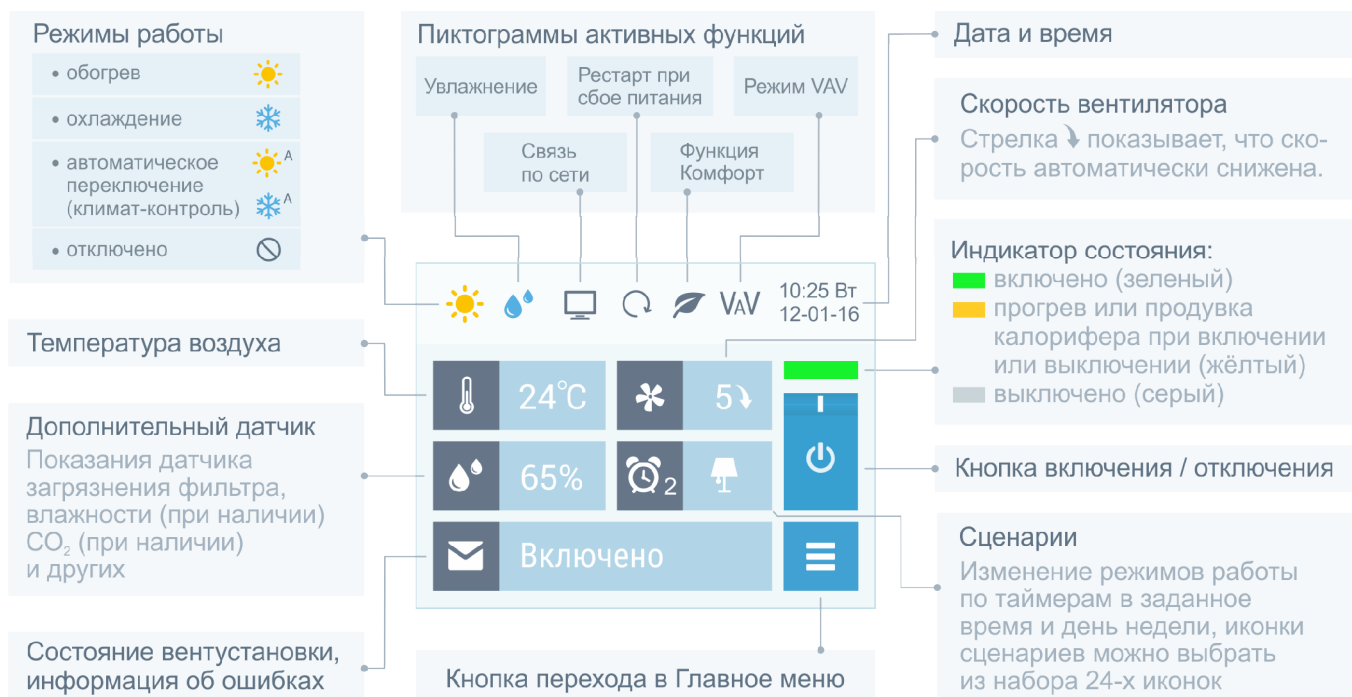 Режимы работы
• обогрев
• охлаждение
• автоматическое
переключение
(климат-контроль)
A
A
• отключено
Температура воздуха
Дополнительный датчик
Показания датчика
загрязнения фильтра,
влажности (при наличии)
CO₂ (при наличии)
и других
Состояние вентустановки,
информация об ошибках
Пиктограммы активных функций
Увлажнение
Рестарт при
сбое питания
Режим VAV
Связь
по сети
Функция
Комфорт
VAV
10:25 Вт
12-01-16
24°C
5
65%
2
Включено
Кнопка перехода в Главное меню
Дата и время
Скорость вентилятора
Стрелка показывает, что ско-
рость автоматически снижена.
Индикатор состояния:
включено (зеленый)
прогрев или продувка
калорифера при включении
или выключении (жёлтый)
выключено (серый)
Кнопка включения / отключения
Сценарии
Изменение режимов работы
по таймерам в заданное
время и день недели, иконки
сценариев можно выбрать
из набора 24-х иконок